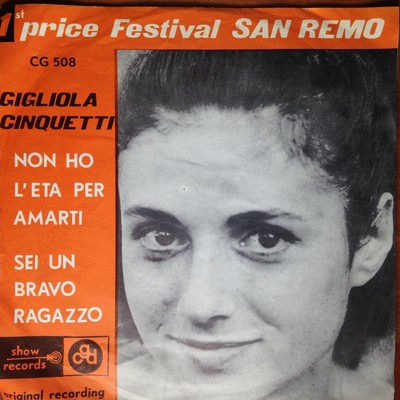 1st price Festival SAN REMO
CG 508
GIGLIOLA
CINQUETTI
NON HO
L'ETA PER
AMARTI
SEI UN
BRAVO
RAGAZZO
show
records
cgd
original recording